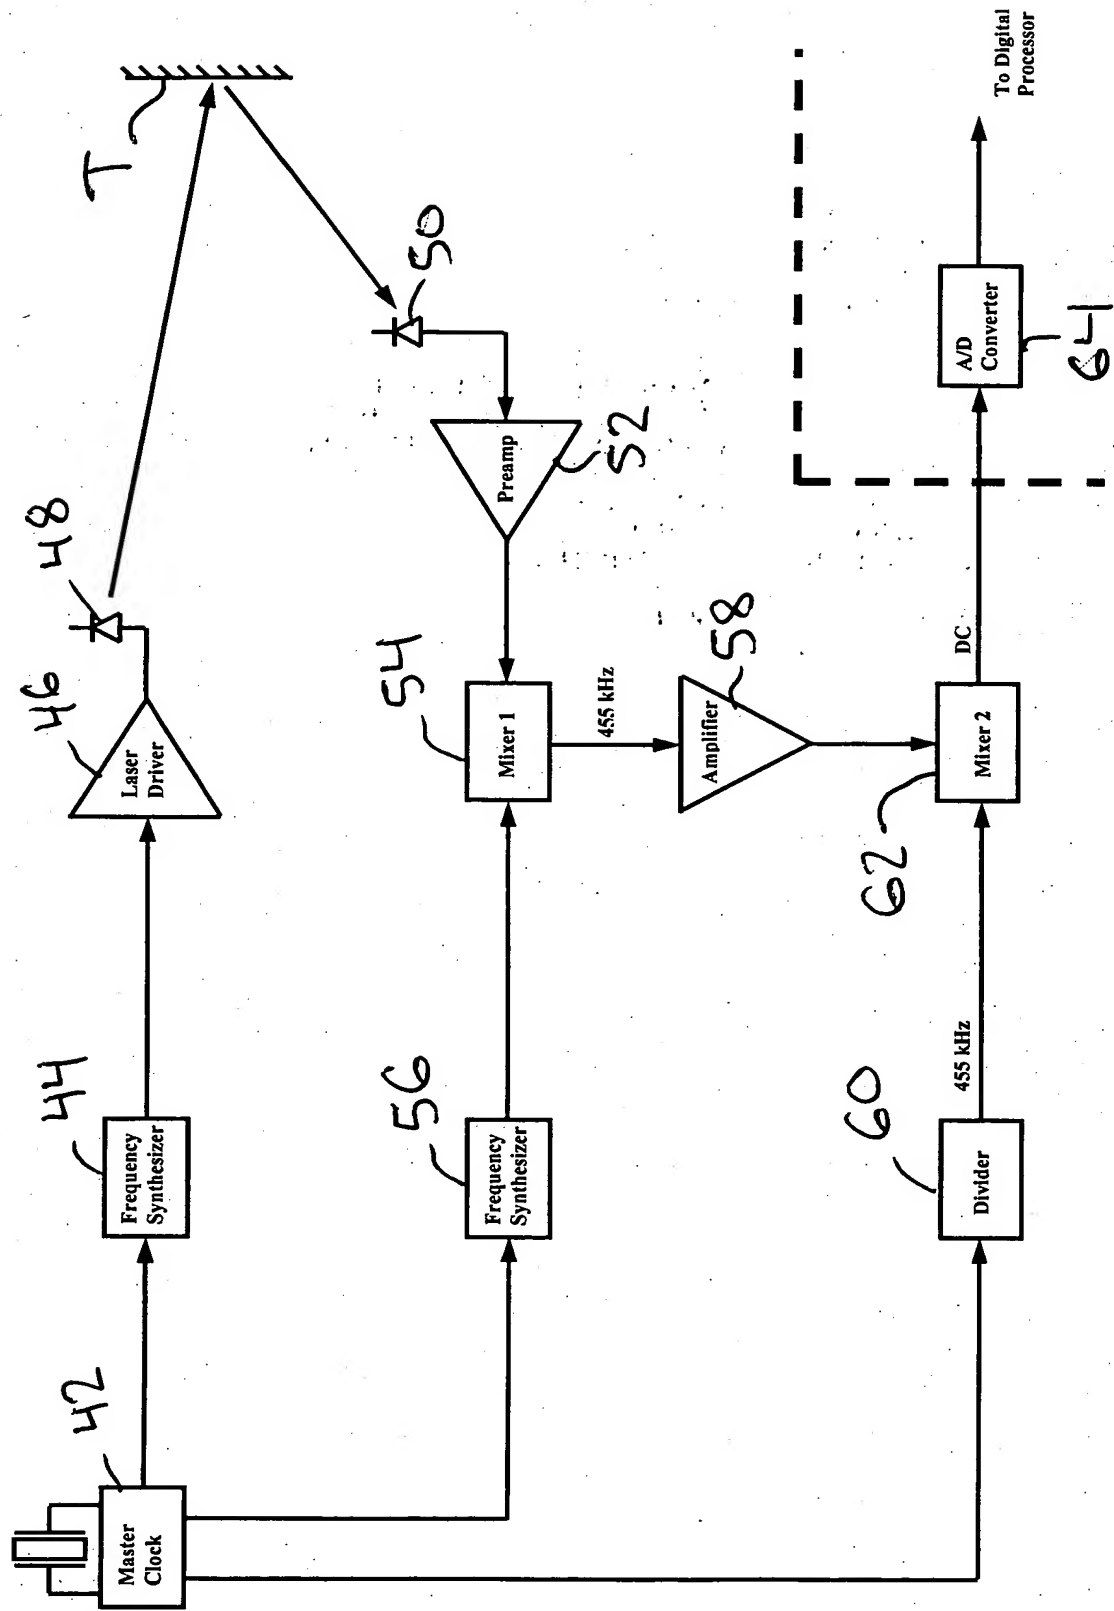 42
44
46
48
T
Master
Clock
Frequency
Synthesizer
Laser
Driver
56
54
50
Frequency
Synthesizer
Mixer 1
Preamp
52
455 kHz
Amplifier
58
60
62
455 kHz
DC
Divider
Mixer 2
A/D
Converter
To Digital
Processor
64